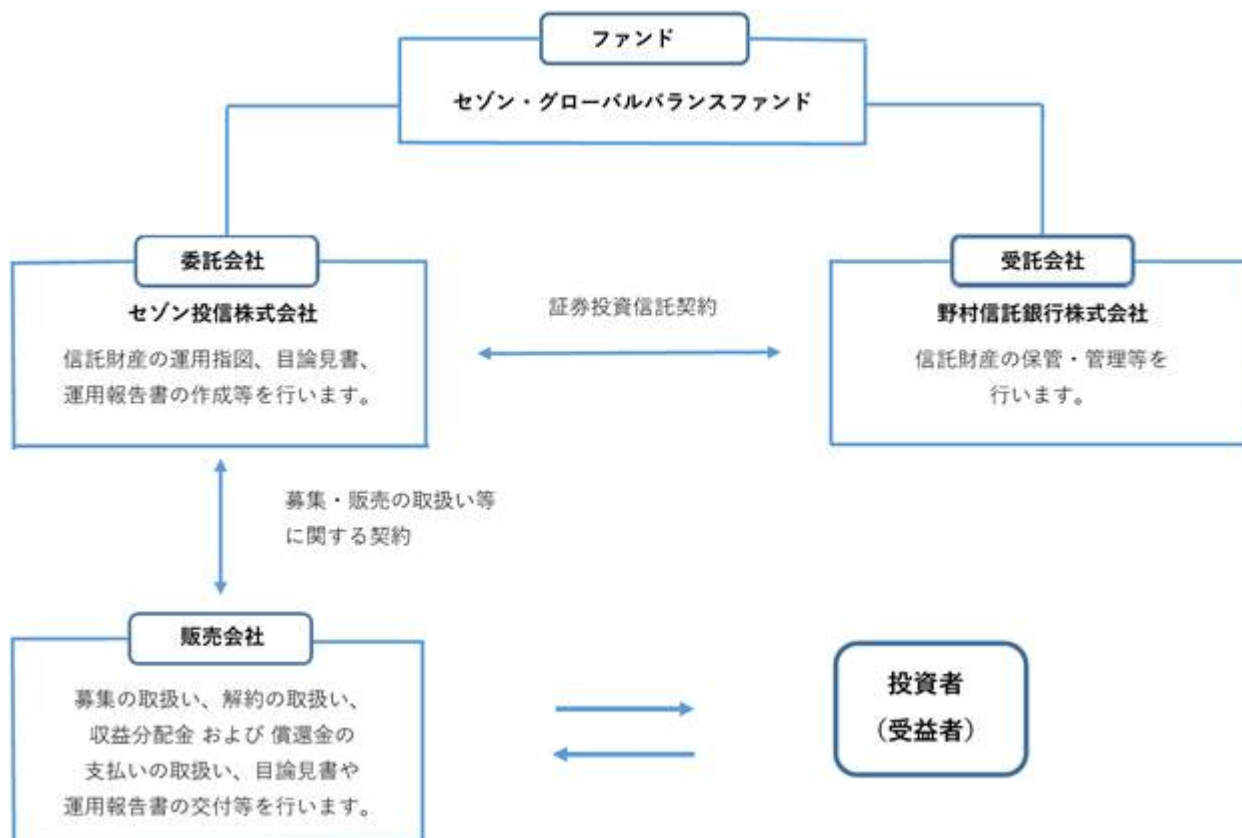 ファンド
セゾン・グローバルバランスファンド
委託会社
セゾン投信株式会社
信託財産の運用指図、目論見書、
運用報告書の作成等を行います。
証券投資信託契約
受託会社
野村信託銀行株式会社
信託財産の保管・管理等を
行います。
募集・販売の取扱い等
に関する契約
販売会社
募集の取扱い、解約の取扱い、
収益分配金 および 償還金の
支払いの取扱い、目論見書や
運用報告書の交付等を行います。
投資者
（受益者）